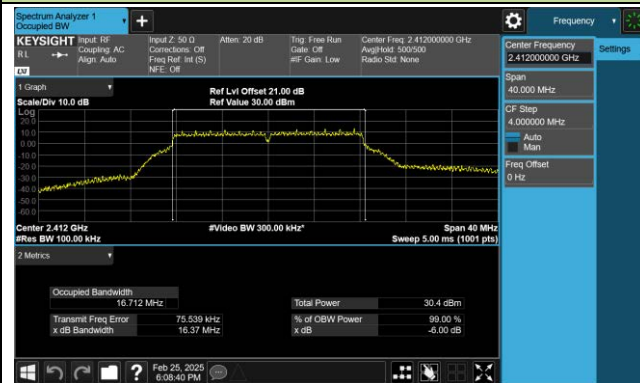 Spectrum Analyzer 1
Occupied BW
+
Frequency
KEYSIGHT
RL
LXI
Input: RF
Coupling: AC
Align: Auto
Input Z: 50 Ω
Corrections: Off
Freq Ref: Int (S)
NFE: Off
Atten: 20 dB
Trig: Free Run
Gate: Off
#IF Gain: Low
Center Freq: 2.412000000 GHz
Avg|Hold: 500/500
Radio Std: None
Center Frequency
2.412000000 GHz
Settings
Span
40.000 MHz
CF Step
4.000000 MHz
Auto
Man
Freq Offset
0 Hz
1 Graph
Scale/Div 10.0 dB
Ref Lvl Offset 21.00 dB
Ref Value 30.00 dBm
Log
20.0
10.0
0.00
-10.0
-20.0
-30.0
-40.0
-50.0
-60.0
Center 2.412 GHz
#Res BW 100.00 kHz
#Video BW 300.00 kHz*
Span 40 MHz
Sweep 5.00 ms (1001 pts)
2 Metrics
Occupied Bandwidth
16.712 MHz
Total Power 30.4 dBm
Transmit Freq Error 75.539 kHz
% of OBW Power 99.00 %
x dB Bandwidth 16.37 MHz
x dB -6.00 dB
?
Feb 25, 2025
6:08:40 PM